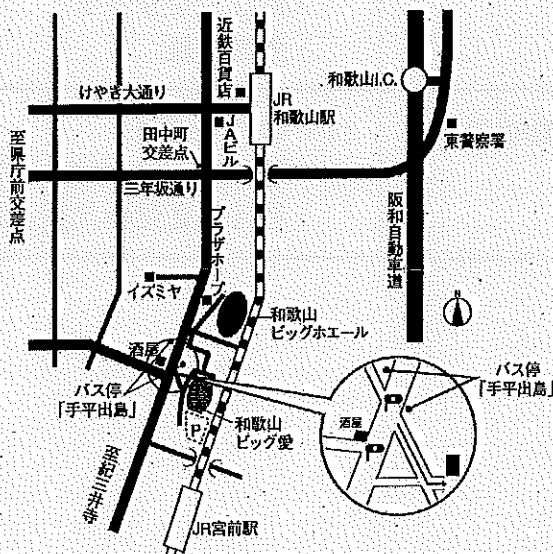 近鉄百貨店
JR
和歌山駅
和歌山I.C.
けやき大通り
JAビル
田中町
交差点
東警察署
至県庁前交差点
三年坂通り
阪和自動車道
プラザホープ
イズミヤ
N
和歌山
ビッグホエール
酒屋
バス停
「手平出島」
和歌山
ビッグ愛
P
至紀三井寺
JR宮前駅
バス停
「手平出島」
酒屋